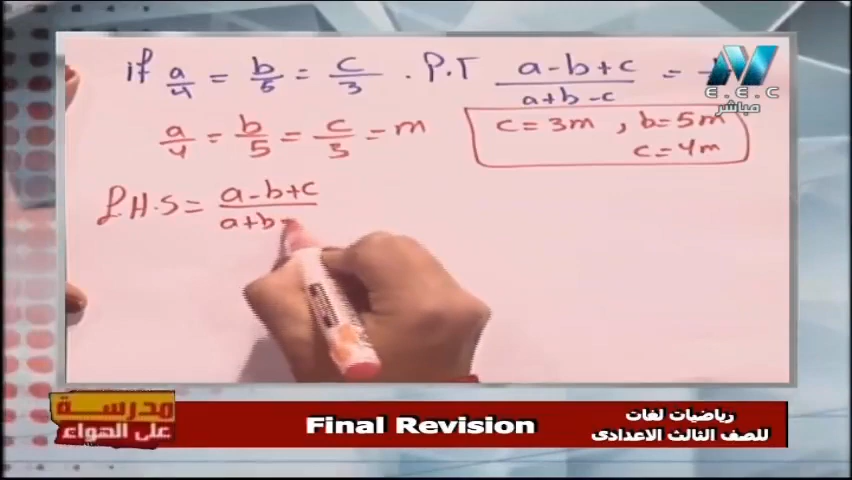 if a/4 = b/5 = c/3 . P.T (a-b+c)/(a+b-c) =
a/4 = b/5 = c/3 = m
c=3m , b=5m
c=4m
L.H.S = (a-b+c)/(a+b-
E.E.C
مباشر
مدرسة
على الهواء
Final Revision
رياضيات لغات
للصف الثالث الاعدادى